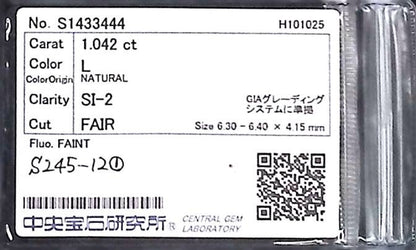 No. S1433444 H101025
Carat 1.042 ct
Color L
ColorOrigin NATURAL
Clarity SI-2 GIAグレーディング
システムに準拠
Cut FAIR Size 6.30 - 6.40 × 4.15 mm
Fluo. FAINT
S245-12①
中央宝石研究所® CENTRAL GEM
LABORATORY